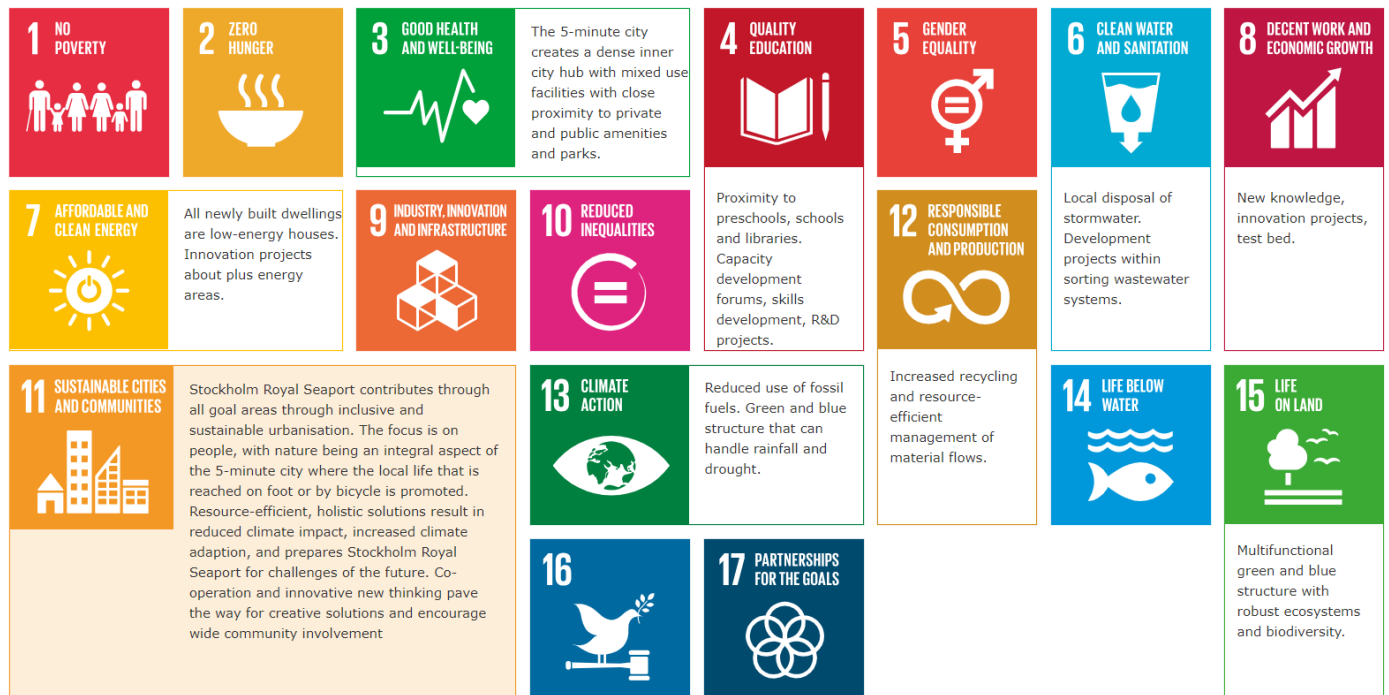 1 NO
POVERTY
2 ZERO
HUNGER
3 GOOD HEALTH
AND WELL-BEING
The 5-minute city
creates a dense inner
city hub with mixed use
facilities with close
proximity to private
and public amenities
and parks.
4 QUALITY
EDUCATION
Proximity to
preschools, schools
and libraries.
Capacity
development
forums, skills
development, R&D
projects.
5 GENDER
EQUALITY
6 CLEAN WATER
AND SANITATION
Local disposal of
stormwater.
Development
projects within
sorting wastewater
systems.
8 DECENT WORK AND
ECONOMIC GROWTH
New knowledge,
innovation projects,
test bed.
7 AFFORDABLE AND
CLEAN ENERGY
All newly built dwellings
are low-energy houses.
Innovation projects
about plus energy
areas.
9 INDUSTRY, INNOVATION
AND INFRASTRUCTURE
10 REDUCED
INEQUALITIES
12 RESPONSIBLE
CONSUMPTION
AND PRODUCTION
Increased recycling
and resource-
efficient
management of
material flows.
11 SUSTAINABLE CITIES
AND COMMUNITIES
Stockholm Royal Seaport contributes through
all goal areas through inclusive and
sustainable urbanisation. The focus is on
people, with nature being an integral aspect of
the 5-minute city where the local life that is
reached on foot or by bicycle is promoted.
Resource-efficient, holistic solutions result in
reduced climate impact, increased climate
adaption, and prepares Stockholm Royal
Seaport for challenges of the future. Co-
operation and innovative new thinking pave
the way for creative solutions and encourage
wide community involvement
13 CLIMATE
ACTION
Reduced use of fossil
fuels. Green and blue
structure that can
handle rainfall and
drought.
14 LIFE BELOW
WATER
15 LIFE
ON LAND
Multifunctional
green and blue
structure with
robust ecosystems
and biodiversity.
16
17 PARTNERSHIPS
FOR THE GOALS